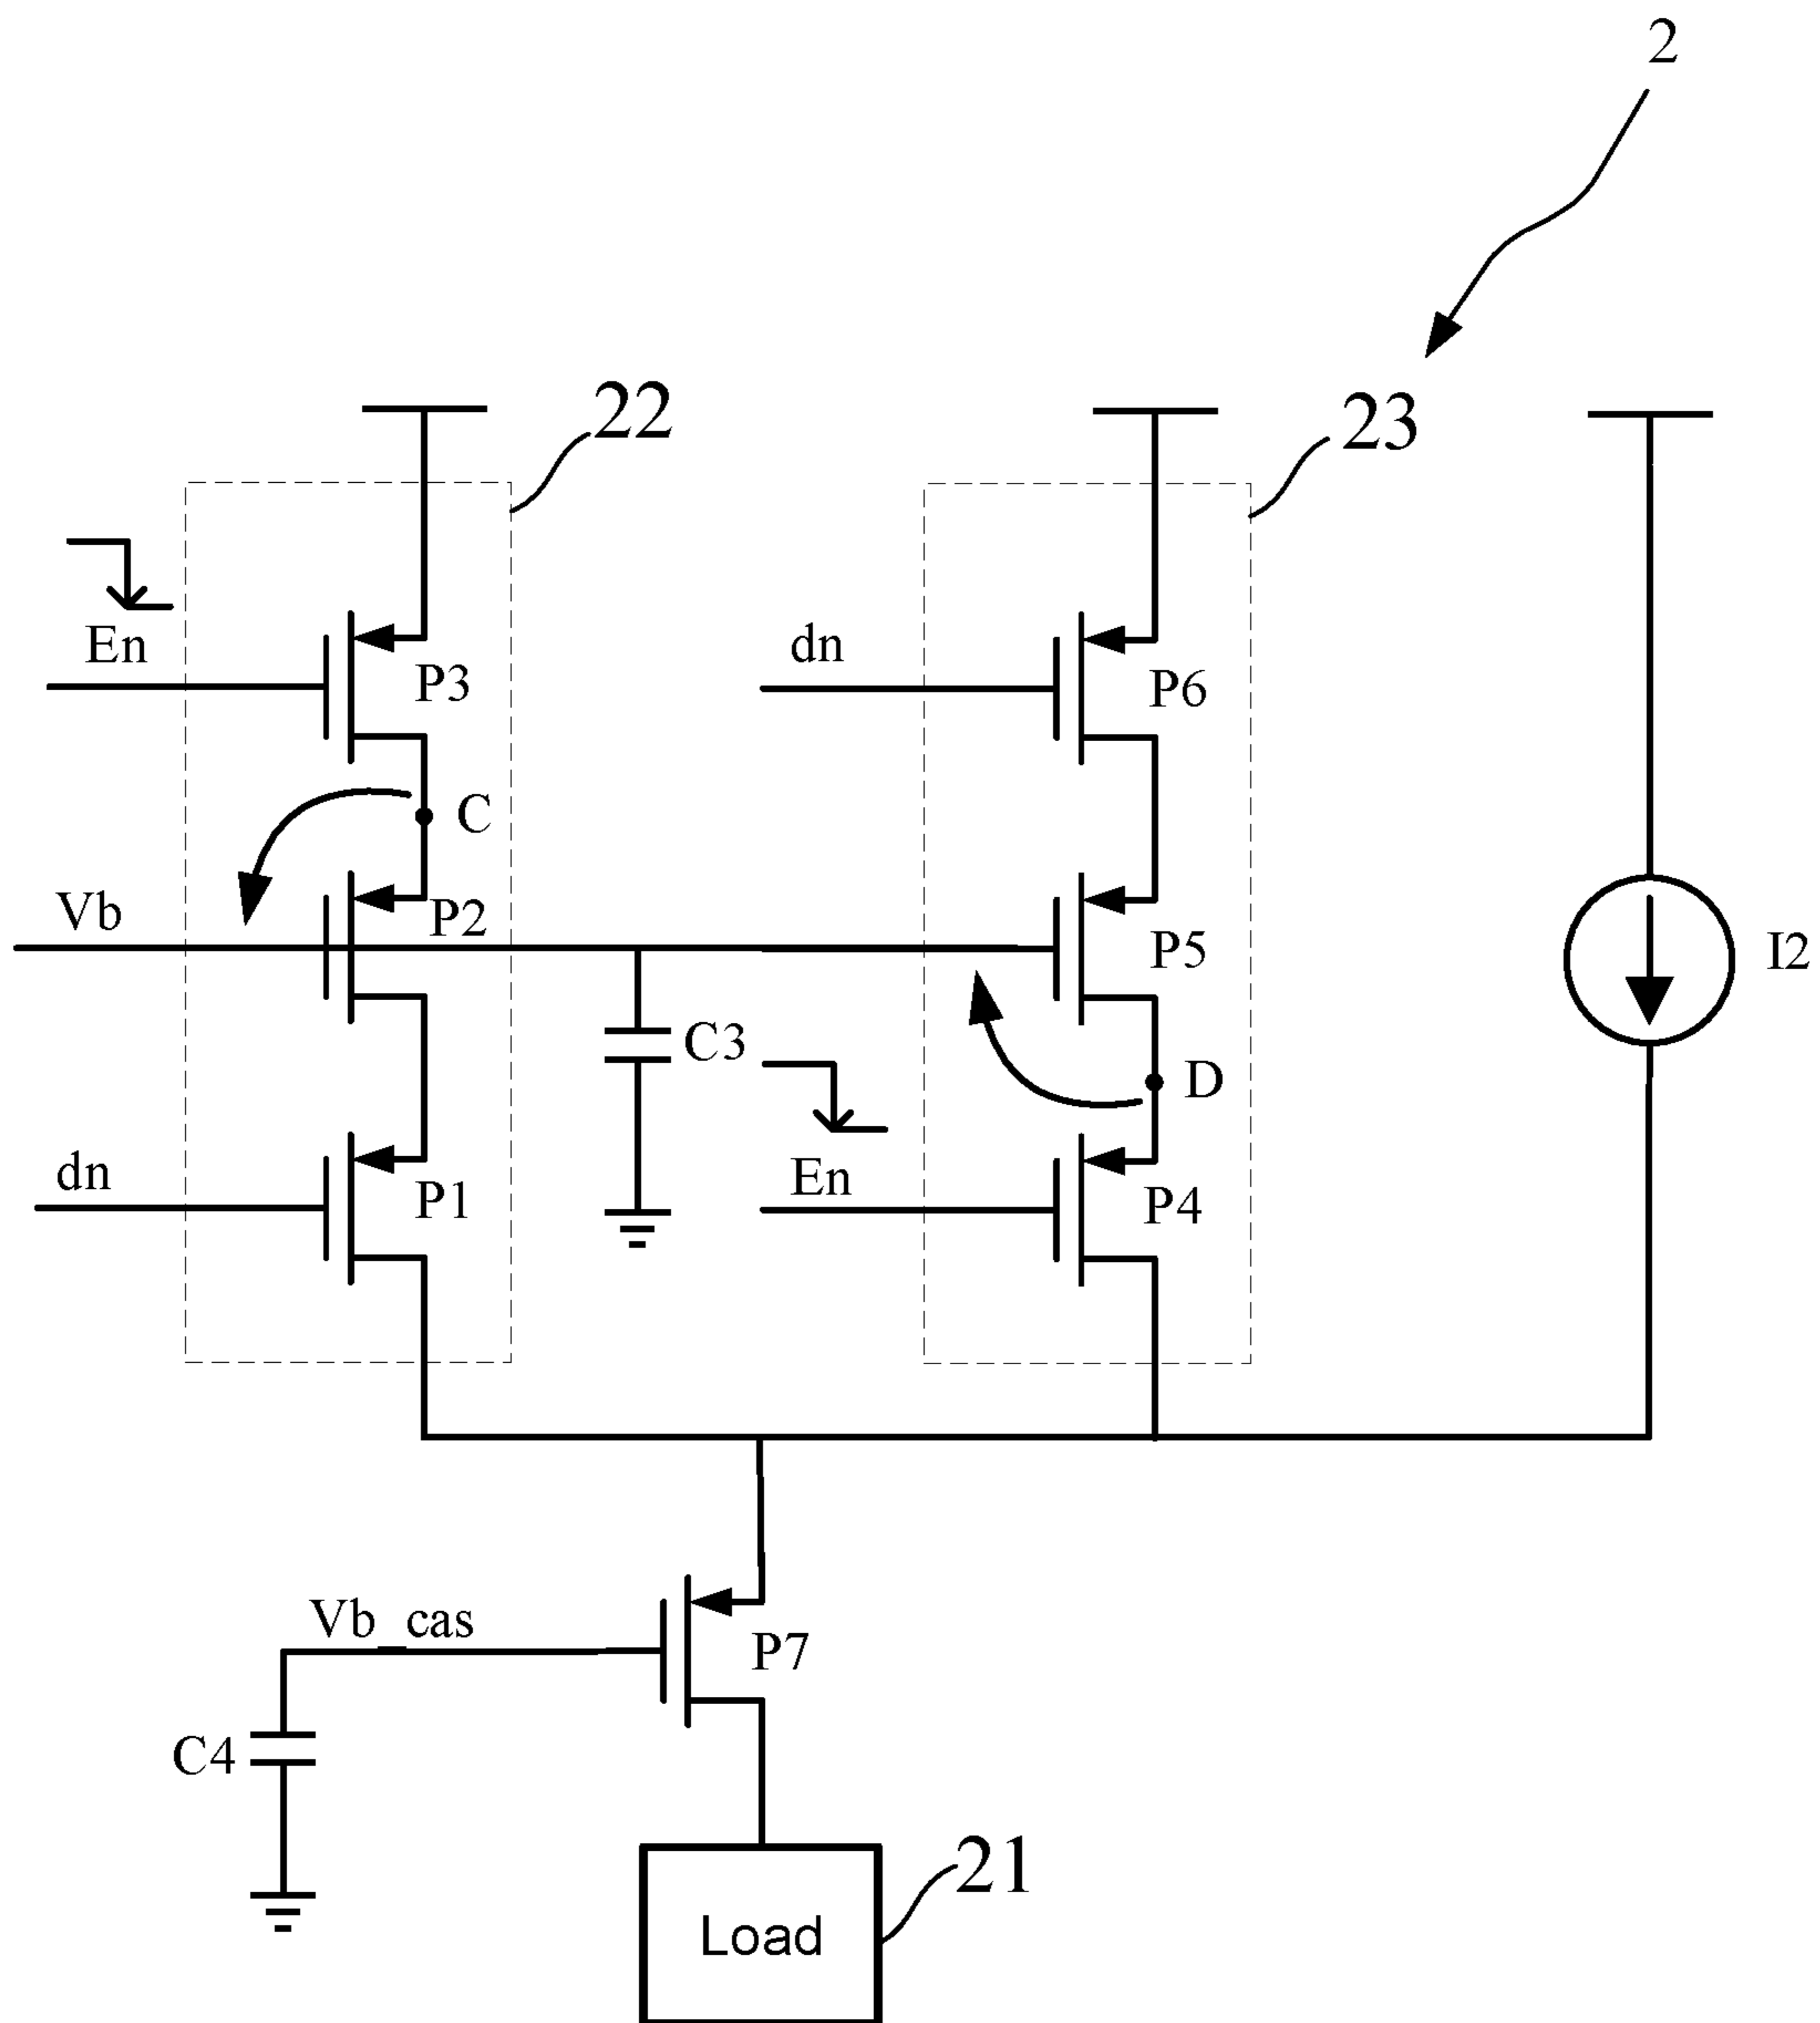 2
22
23
En
P3
dn
P6
C
Vb
P2
P5
I2
C3
D
dn
P1
En
P4
Vb_cas
P7
C4
21
Load